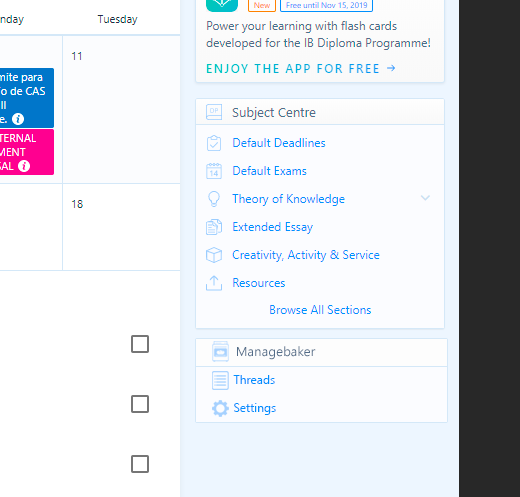 nday
Tuesday
11
mite para
o de CAS
ll
e.
TERNAL
MENT
AL
18
New
Free until Nov 15, 2019
Power your learning with flash cards
developed for the IB Diploma Programme!
ENJOY THE APP FOR FREE →
DP
Subject Centre
Default Deadlines
14
Default Exams
Theory of Knowledge
Extended Essay
Creativity, Activity & Service
Resources
Browse All Sections
Managebaker
Threads
Settings